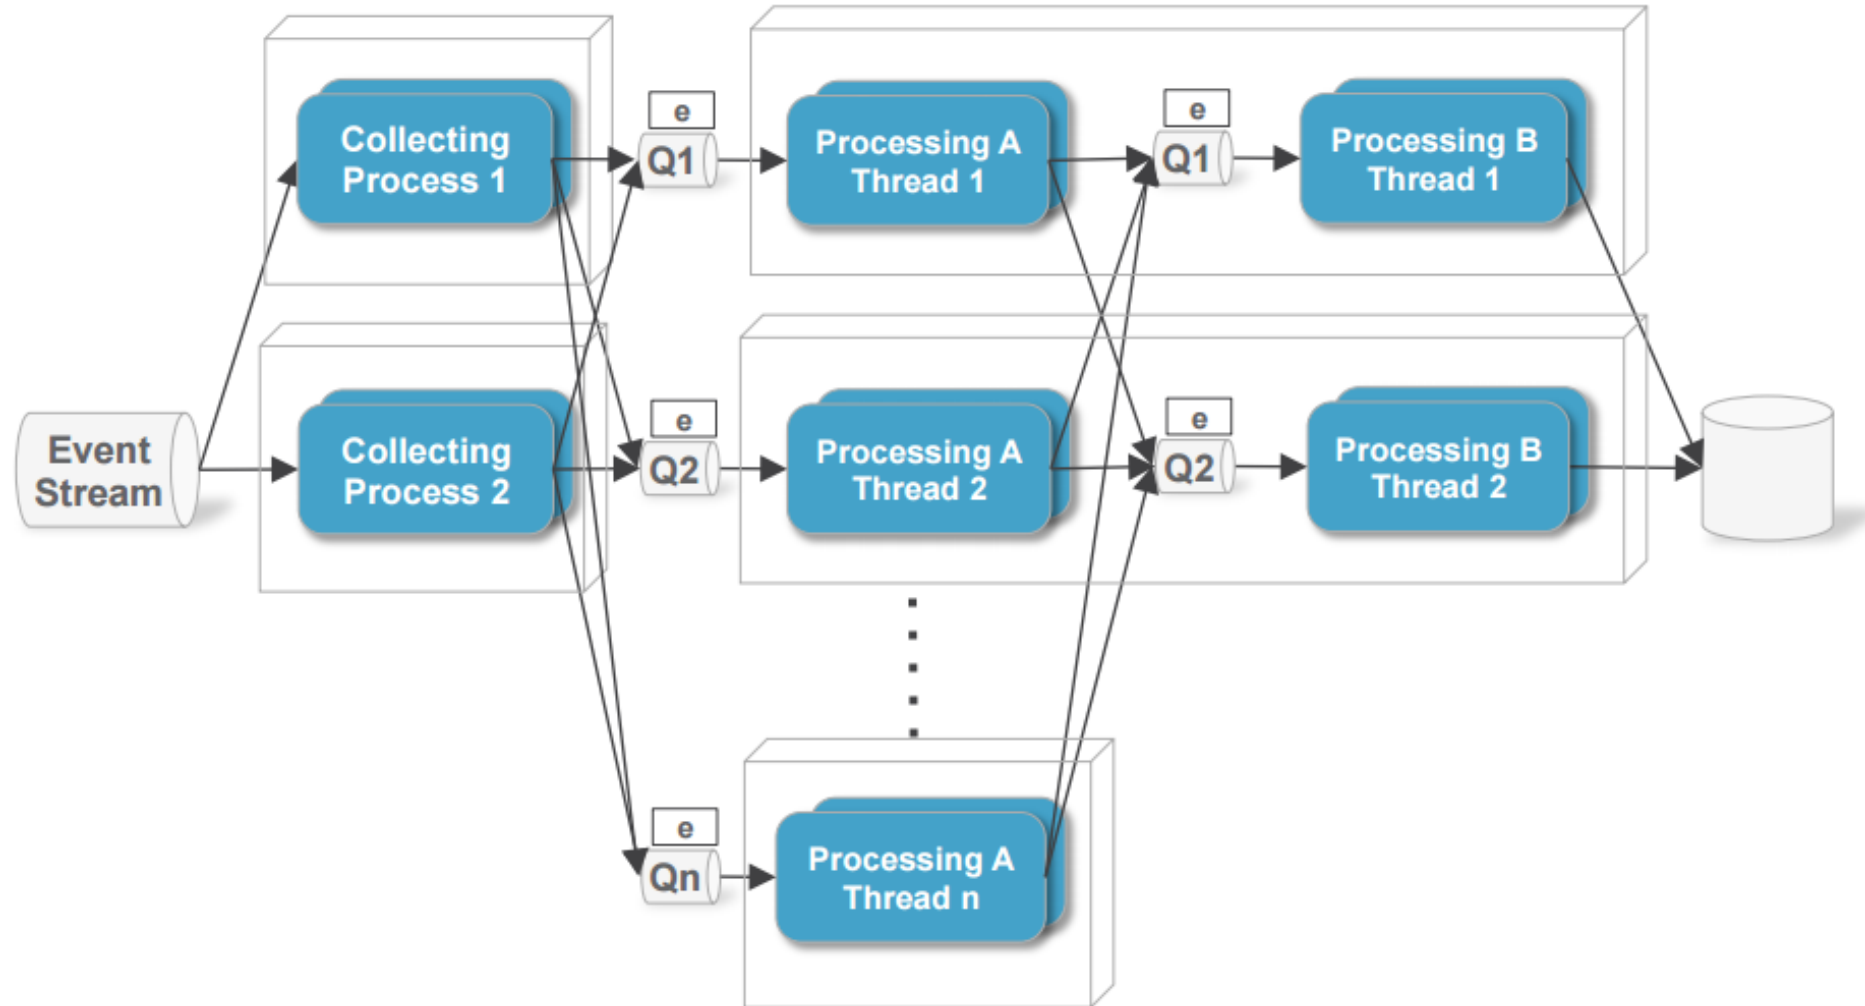 e
Collecting
Process 1
Q1
Processing A
Thread 1
e
Q1
Processing B
Thread 1
Event
Stream
Collecting
Process 2
e
Q2
Processing A
Thread 2
e
Q2
Processing B
Thread 2
e
Qn
Processing A
Thread n